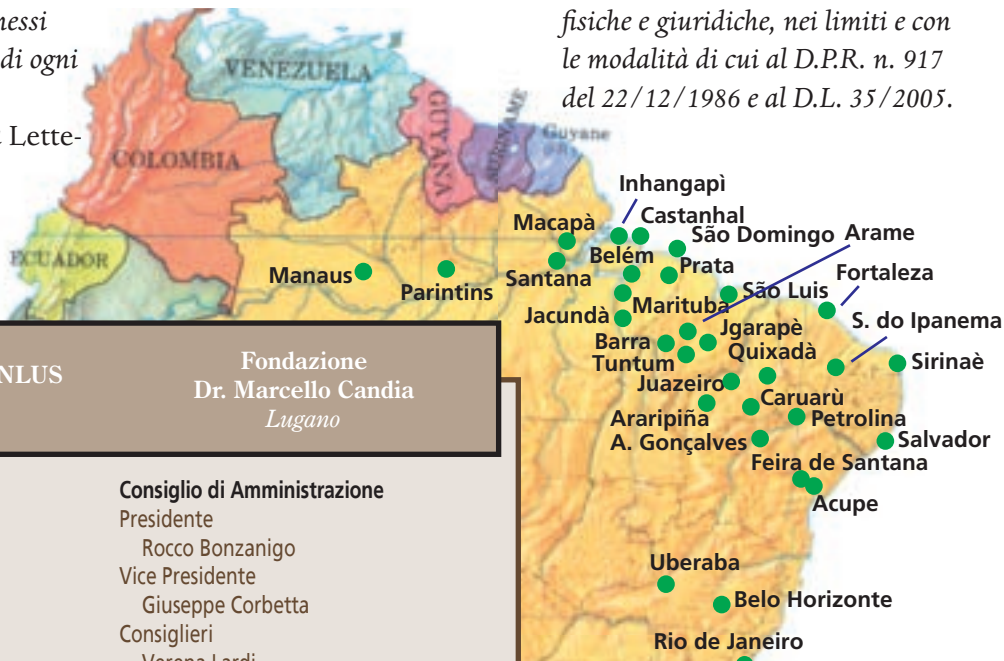 nessi
di ogni
Lette-
fisiche e giuridiche, nei limiti e con
le modalità di cui al D.P.R. n. 917
del 22/12/1986 e al D.L. 35/2005.
VENEZUELA
GUYANA
SURINAME
Guyane
COLOMBIA
ECUADOR
Inhangapì
Castanhal
Macapà
São Domingo
Arame
Belém
Prata
Fortaleza
Manaus
Parintins
Santana
São Luis
Marituba
Jacundà
S. do Ipanema
Jgarapè
Barra
Quixadà
Tuntum
Sirinaè
Juazeiro
Caruarù
Araripiña
Petrolina
A. Gonçalves
Salvador
Feira de Santana
Acupe
Uberaba
Belo Horizonte
Rio de Janeiro
NLUS
Fondazione
Dr. Marcello Candia
Lugano
Consiglio di Amministrazione
Presidente
Rocco Bonzanigo
Vice Presidente
Giuseppe Corbetta
Consiglieri
Verena Lardi